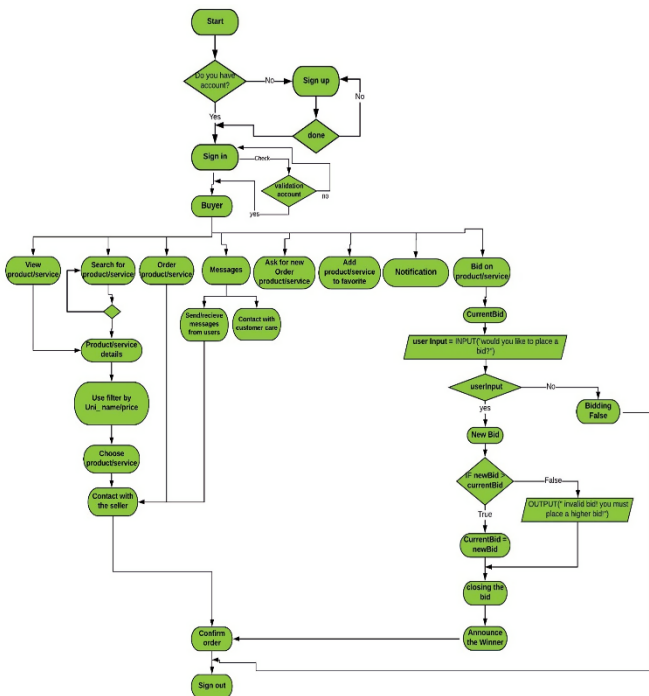 Start
Do you have
account?
No
Sign up
No
Yes
done
Sign in
Check
validation
account
no
yes
Buyer
View
product/service
Search for
product/service
Order
product/service
Messages
Ask for new
Order
product/service
Add
product/service
to favorite
Notification
Bid on
product/service
Send/recieve
messages
from users
Contact with
customer care
CurrentBid
Product/service
details
user Input = INPUT("would you like to place a
bid?")
Use filter by
Uni_ name/price
userInput
No
Bidding
False
yes
New Bid
Choose
product/service
IF newBid >
currentBid
False
Contact with
the seller
OUTPUT(" invalid bid! you must
place a higher bid!")
True
CurrentBid =
newBid
closing the
bid
Confirm
order
Announce
the Winner
Sign out